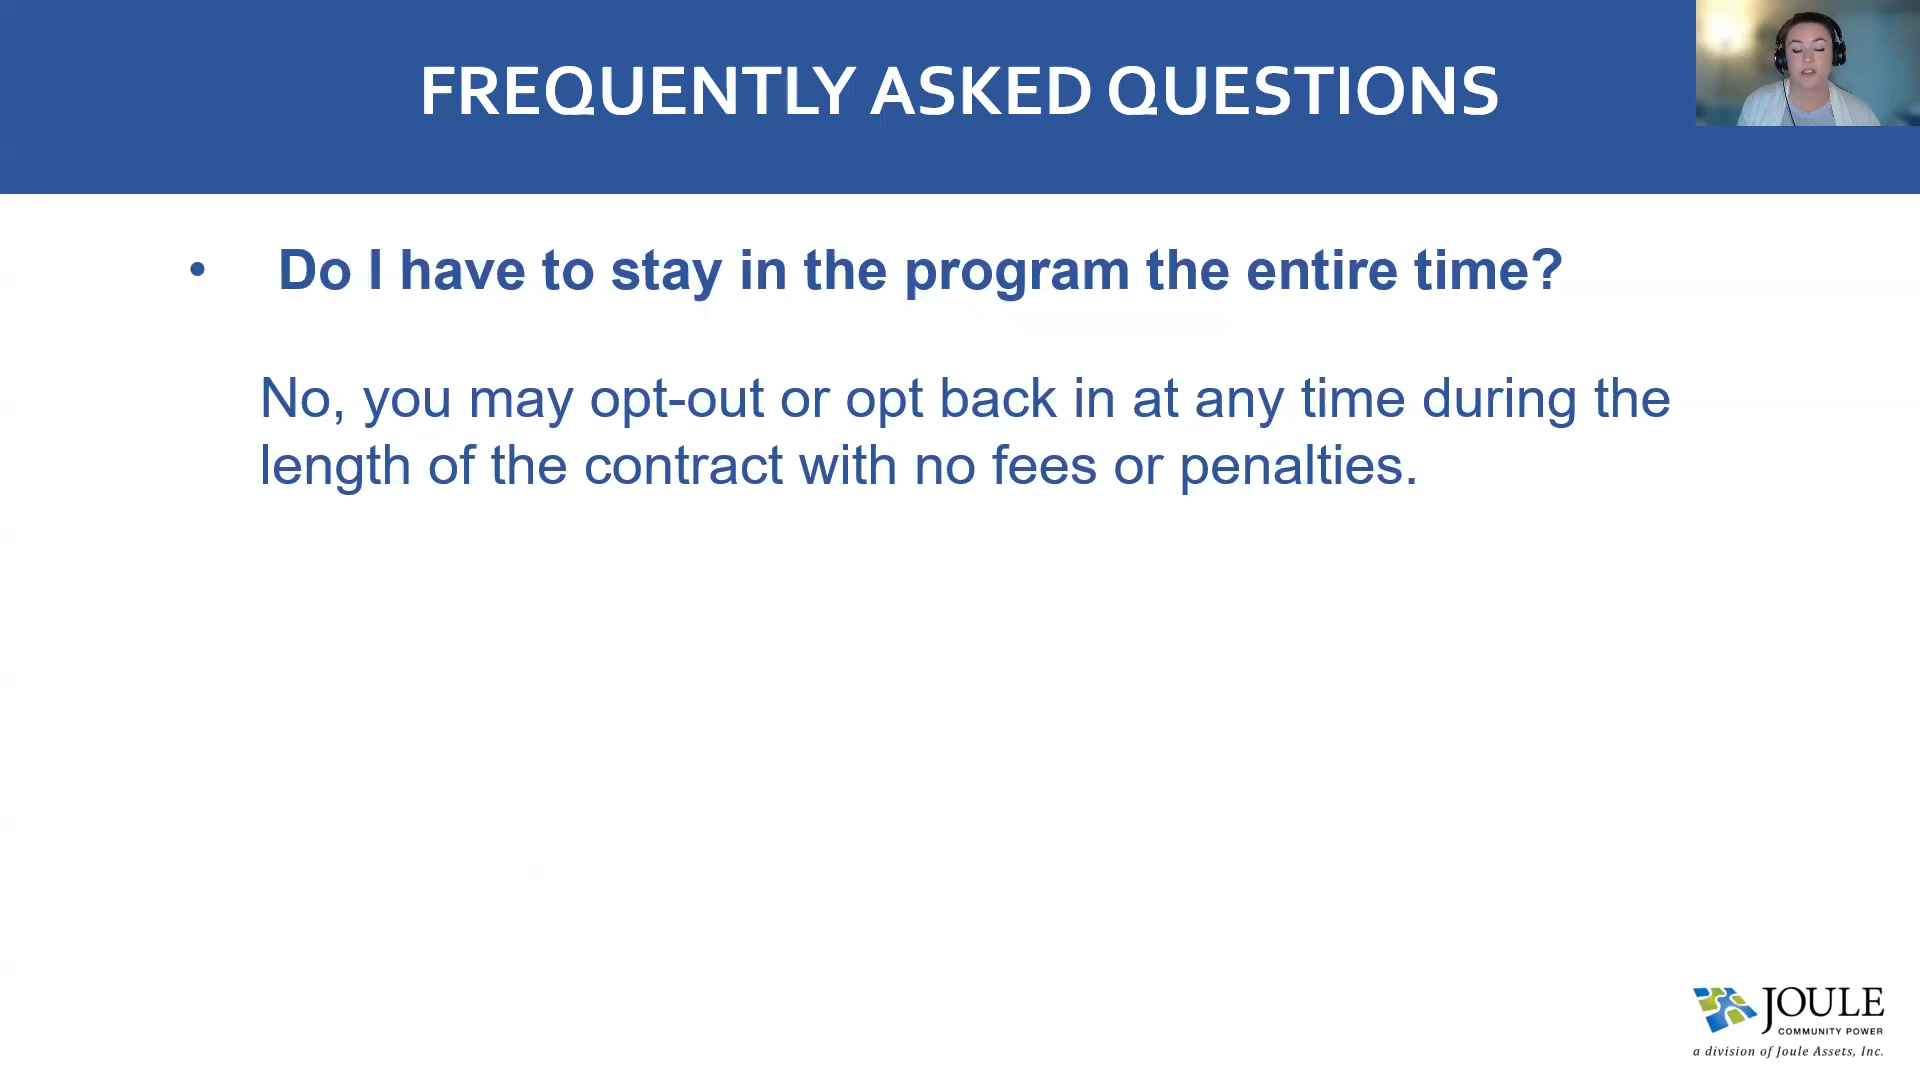 FREQUENTLY ASKED QUESTIONS
• Do I have to stay in the program the entire time?
No, you may opt-out or opt back in at any time during the
length of the contract with no fees or penalties.
JOULE
COMMUNITY POWER
a division of Joule Assets, Inc.